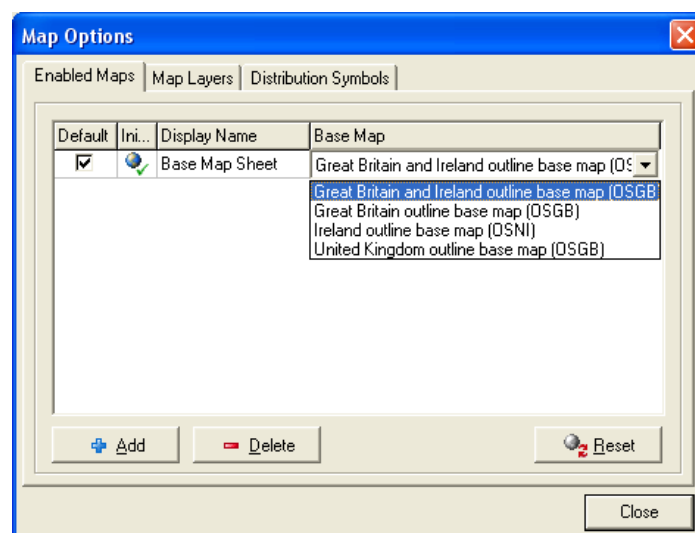 Map Options
Enabled Maps Map Layers Distribution Symbols
Default Ini... Display Name Base Map
Base Map Sheet Great Britain and Ireland outline base map (OS
Great Britain and Ireland outline base map (OSGB
Great Britain outline base map (OSGB)
Ireland outline base map (OSNI)
United Kingdom outline base map (OSGB)
Add Delete Reset
Close